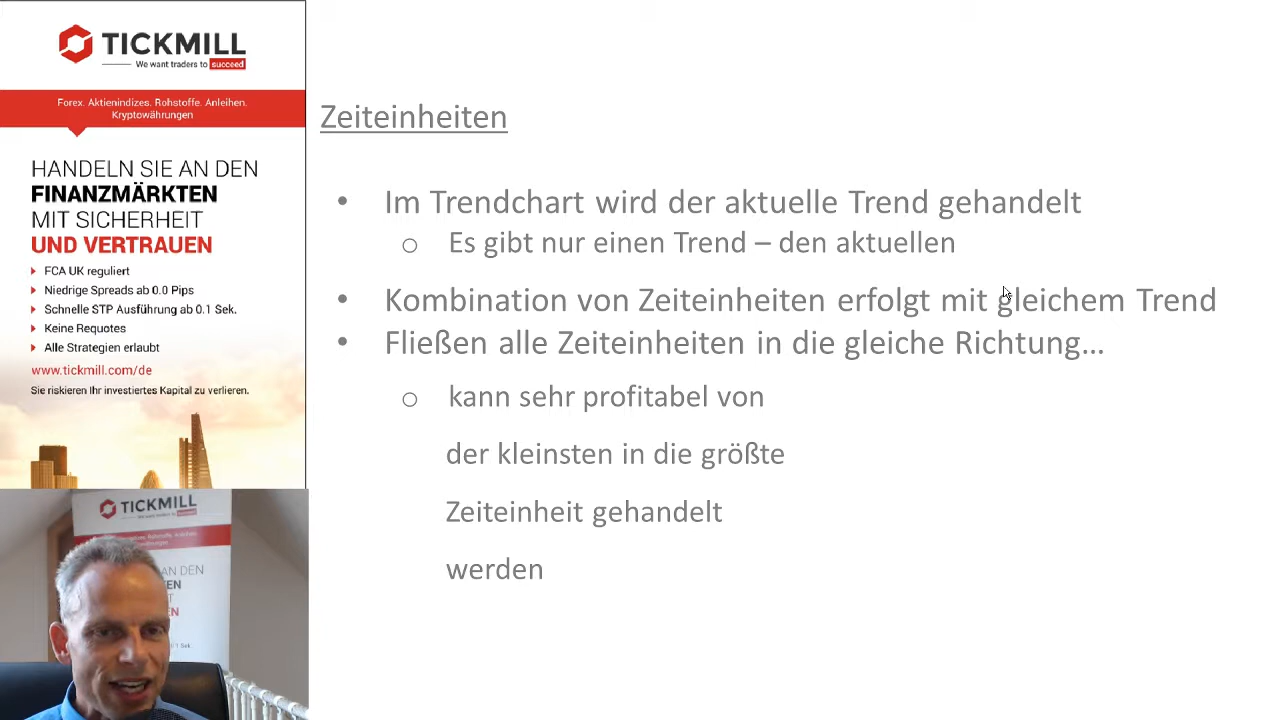 TICKMILL
We want traders to succeed
Forex. Aktienindizes. Rohstoffe. Anleihen.
Kryptowährungen
HANDELN SIE AN DEN
FINANZMÄRKTEN
MIT SICHERHEIT
UND VERTRAUEN
FCA UK reguliert
Niedrige Spreads ab 0.0 Pips
Schnelle STP Ausführung ab 0.1 Sek.
Keine Requotes
Alle Strategien erlaubt
www.tickmill.com/de
Sie riskieren Ihr investiertes Kapital zu verlieren.
Zeiteinheiten
• Im Trendchart wird der aktuelle Trend gehandelt
o Es gibt nur einen Trend – den aktuellen
• Kombination von Zeiteinheiten erfolgt mit gleichem Trend
• Fließen alle Zeiteinheiten in die gleiche Richtung...
o kann sehr profitabel von
der kleinsten in die größte
Zeiteinheit gehandelt
werden
TICKMILL
AN DEN